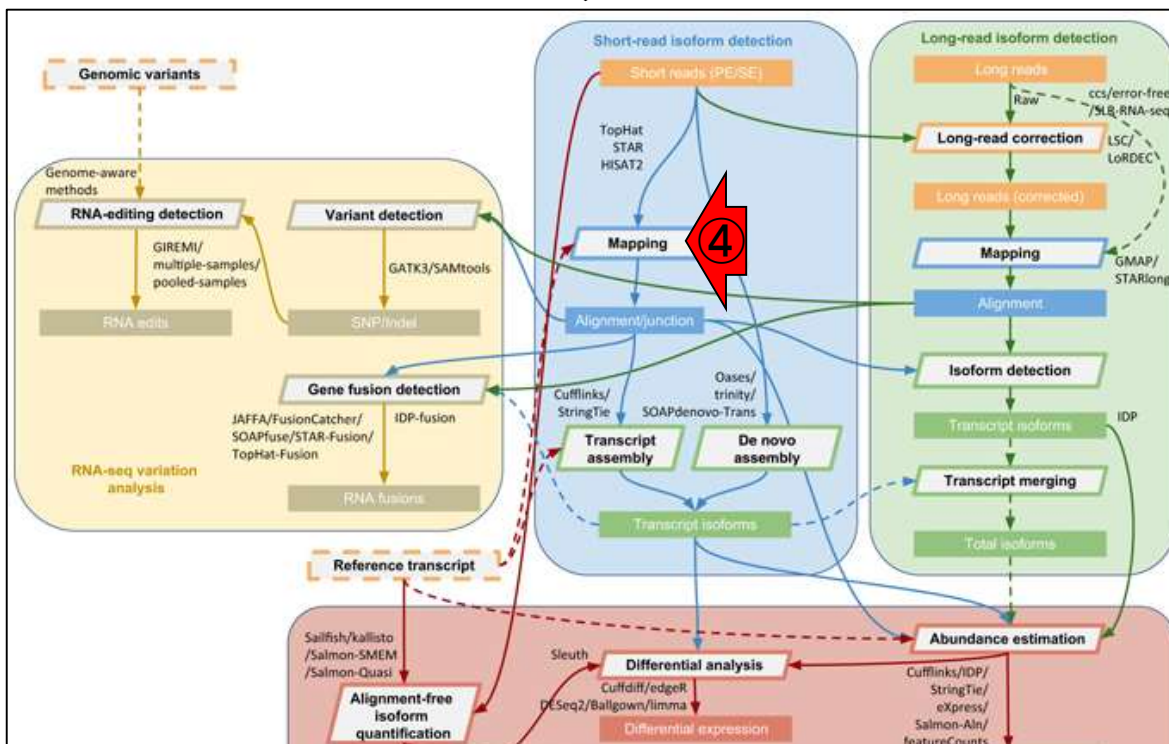 Genomic variants
Genome-aware
methods
RNA-editing detection
GIREMI/
multiple-samples/
pooled-samples
RNA edits
Variant detection
GATK3/SAMtools
SNP/Indel
Gene fusion detection
JAFFA/FusionCatcher/
SOAPfuse/STAR-Fusion/
TopHat-Fusion
IDP-fusion
RNA-seq variation
analysis
RNA fusions
Short-read isoform detection
Short reads (PE/SE)
TopHat
STAR
HISAT2
Mapping
④
Alignment/junction
Cufflinks/
StringTie
Oases/
trinity/
SOAPdenovo-Trans
Transcript
assembly
De novo
assembly
Transcript isoforms
Long-read isoform detection
Long reads
Raw
ccs/error-free
/SLR-RNA-seq
Long-read correction
LSC/
LoRDEC
Long reads (corrected)
Mapping
GMAP/
STARlong
Alignment
Isoform detection
Transcript isoforms
IDP
Transcript merging
Total isoforms
Reference transcript
Sailfish/kallisto
/Salmon-SMEM
/Salmon-Quasi
Alignment-free
isoform
quantification
Sleuth
Differential analysis
Cuffdiff/edgeR
DESeq2/Ballgown/limma
Differential expression
Abundance estimation
Cufflinks/IDP/
StringTie/
eXpress/
Salmon-Aln/
featureCounts